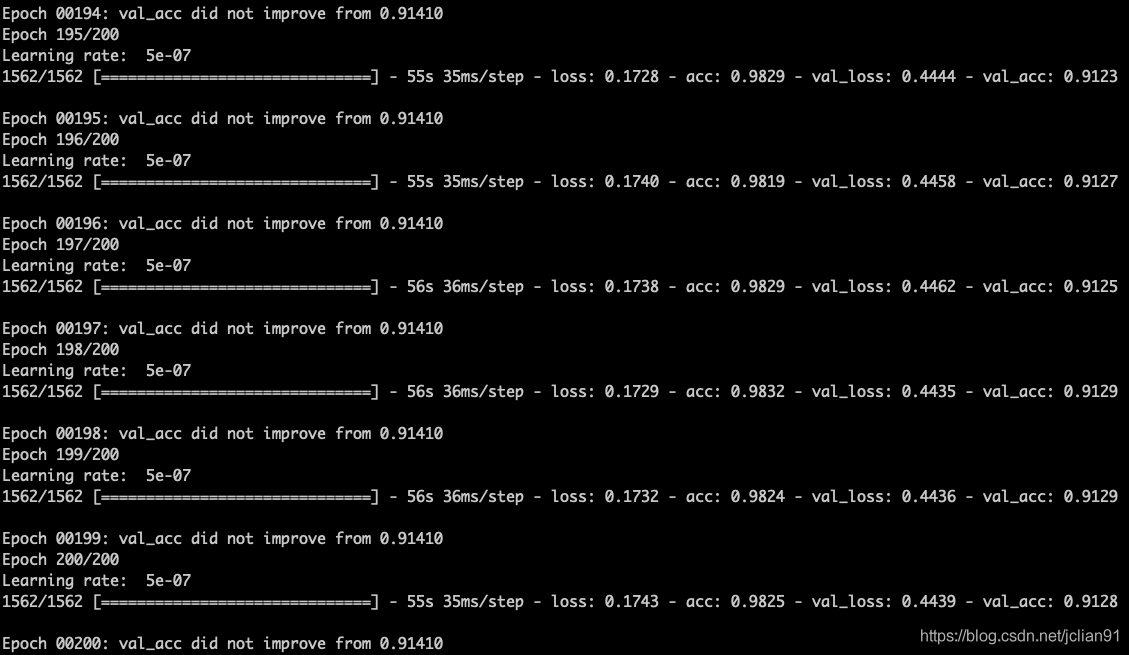 Epoch 00194: val_acc did not improve from 0.91410
Epoch 195/200
Learning rate:  5e-07
1562/1562 [==============================] - 55s 35ms/step - loss: 0.1728 - acc: 0.9829 - val_loss: 0.4444 - val_acc: 0.9123
Epoch 00195: val_acc did not improve from 0.91410
Epoch 196/200
Learning rate:  5e-07
1562/1562 [==============================] - 55s 35ms/step - loss: 0.1740 - acc: 0.9819 - val_loss: 0.4458 - val_acc: 0.9127
Epoch 00196: val_acc did not improve from 0.91410
Epoch 197/200
Learning rate:  5e-07
1562/1562 [==============================] - 56s 36ms/step - loss: 0.1738 - acc: 0.9829 - val_loss: 0.4462 - val_acc: 0.9125
Epoch 00197: val_acc did not improve from 0.91410
Epoch 198/200
Learning rate:  5e-07
1562/1562 [==============================] - 56s 36ms/step - loss: 0.1729 - acc: 0.9832 - val_loss: 0.4435 - val_acc: 0.9129
Epoch 00198: val_acc did not improve from 0.91410
Epoch 199/200
Learning rate:  5e-07
1562/1562 [==============================] - 56s 36ms/step - loss: 0.1732 - acc: 0.9824 - val_loss: 0.4436 - val_acc: 0.9129
Epoch 00199: val_acc did not improve from 0.91410
Epoch 200/200
Learning rate:  5e-07
1562/1562 [==============================] - 55s 35ms/step - loss: 0.1743 - acc: 0.9825 - val_loss: 0.4439 - val_acc: 0.9128
Epoch 00200: val_acc did not improve from 0.91410
https://blog.csdn.net/jclian91